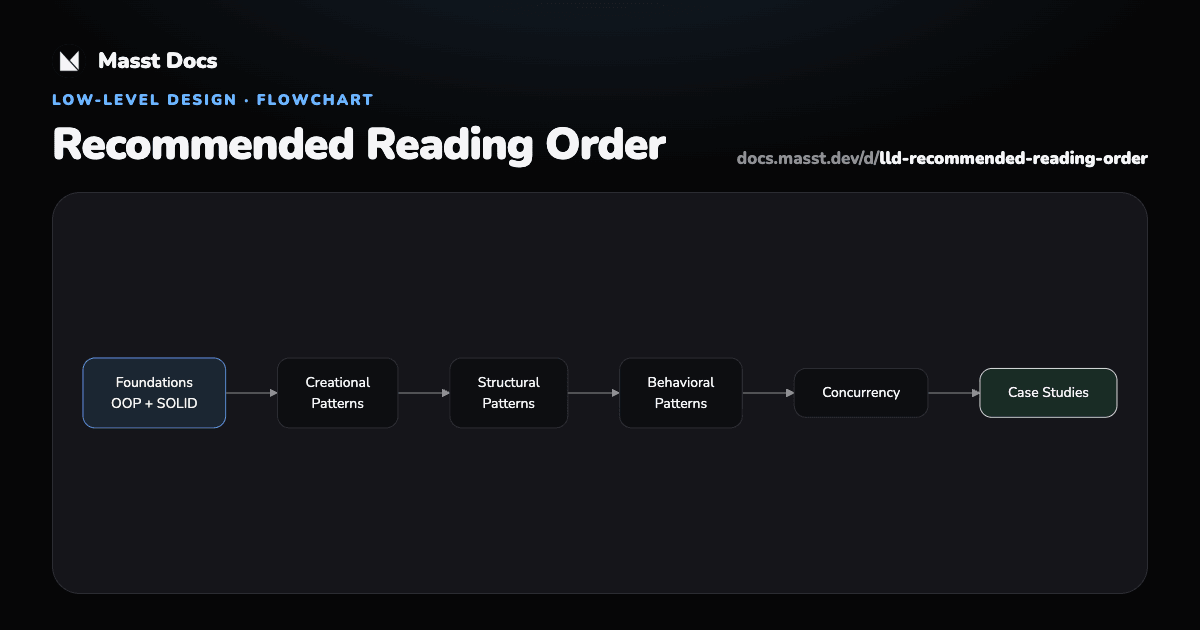 Masst Docs
LOW-LEVEL DESIGN · FLOWCHART
Recommended Reading Order
docs.masst.dev/d/lld-recommended-reading-order
Foundations
OOP + SOLID
Creational
Patterns
Structural
Patterns
Behavioral
Patterns
Concurrency
Case Studies